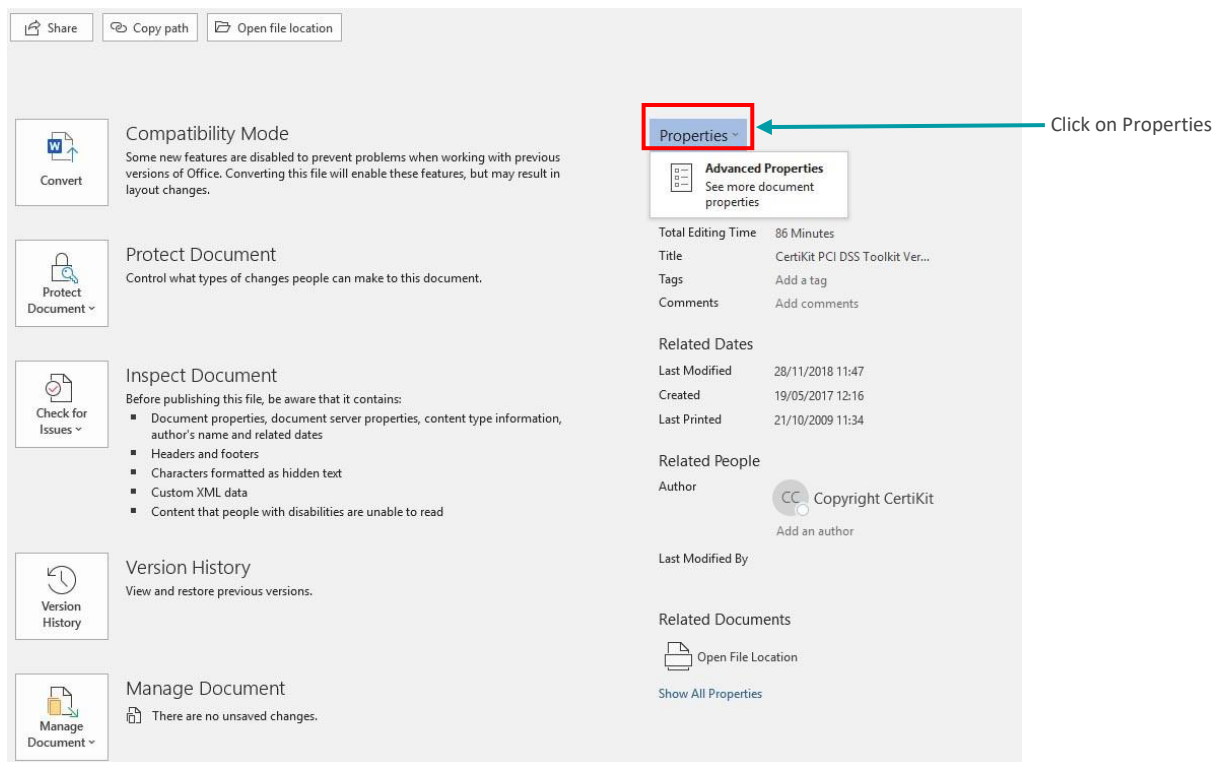 Share Copy path Open file location
Click on Properties
Convert
Compatibility Mode
Some new features are disabled to prevent problems when working with previous
versions of Office. Converting this file will enable these features, but may result in
layout changes.
Protect
Document
Protect Document
Control what types of changes people can make to this document.
Check for
Issues
Inspect Document
Before publishing this file, be aware that it contains:
Document properties, document server properties, content type information,
author's name and related dates
Headers and footers
Characters formatted as hidden text
Custom XML data
Content that people with disabilities are unable to read
Version
History
Version History
View and restore previous versions.
Manage
Document
Manage Document
There are no unsaved changes.
Properties
Advanced Properties
See more document
properties
Total Editing Time 86 Minutes
Title CertiKit PCI DSS Toolkit Ver...
Tags Add a tag
Comments Add comments
Related Dates
Last Modified 28/11/2018 11:47
Created 19/05/2017 12:16
Last Printed 21/10/2009 11:34
Related People
Author
CC Copyright CertiKit
Add an author
Last Modified By
Related Documents
Open File Location
Show All Properties